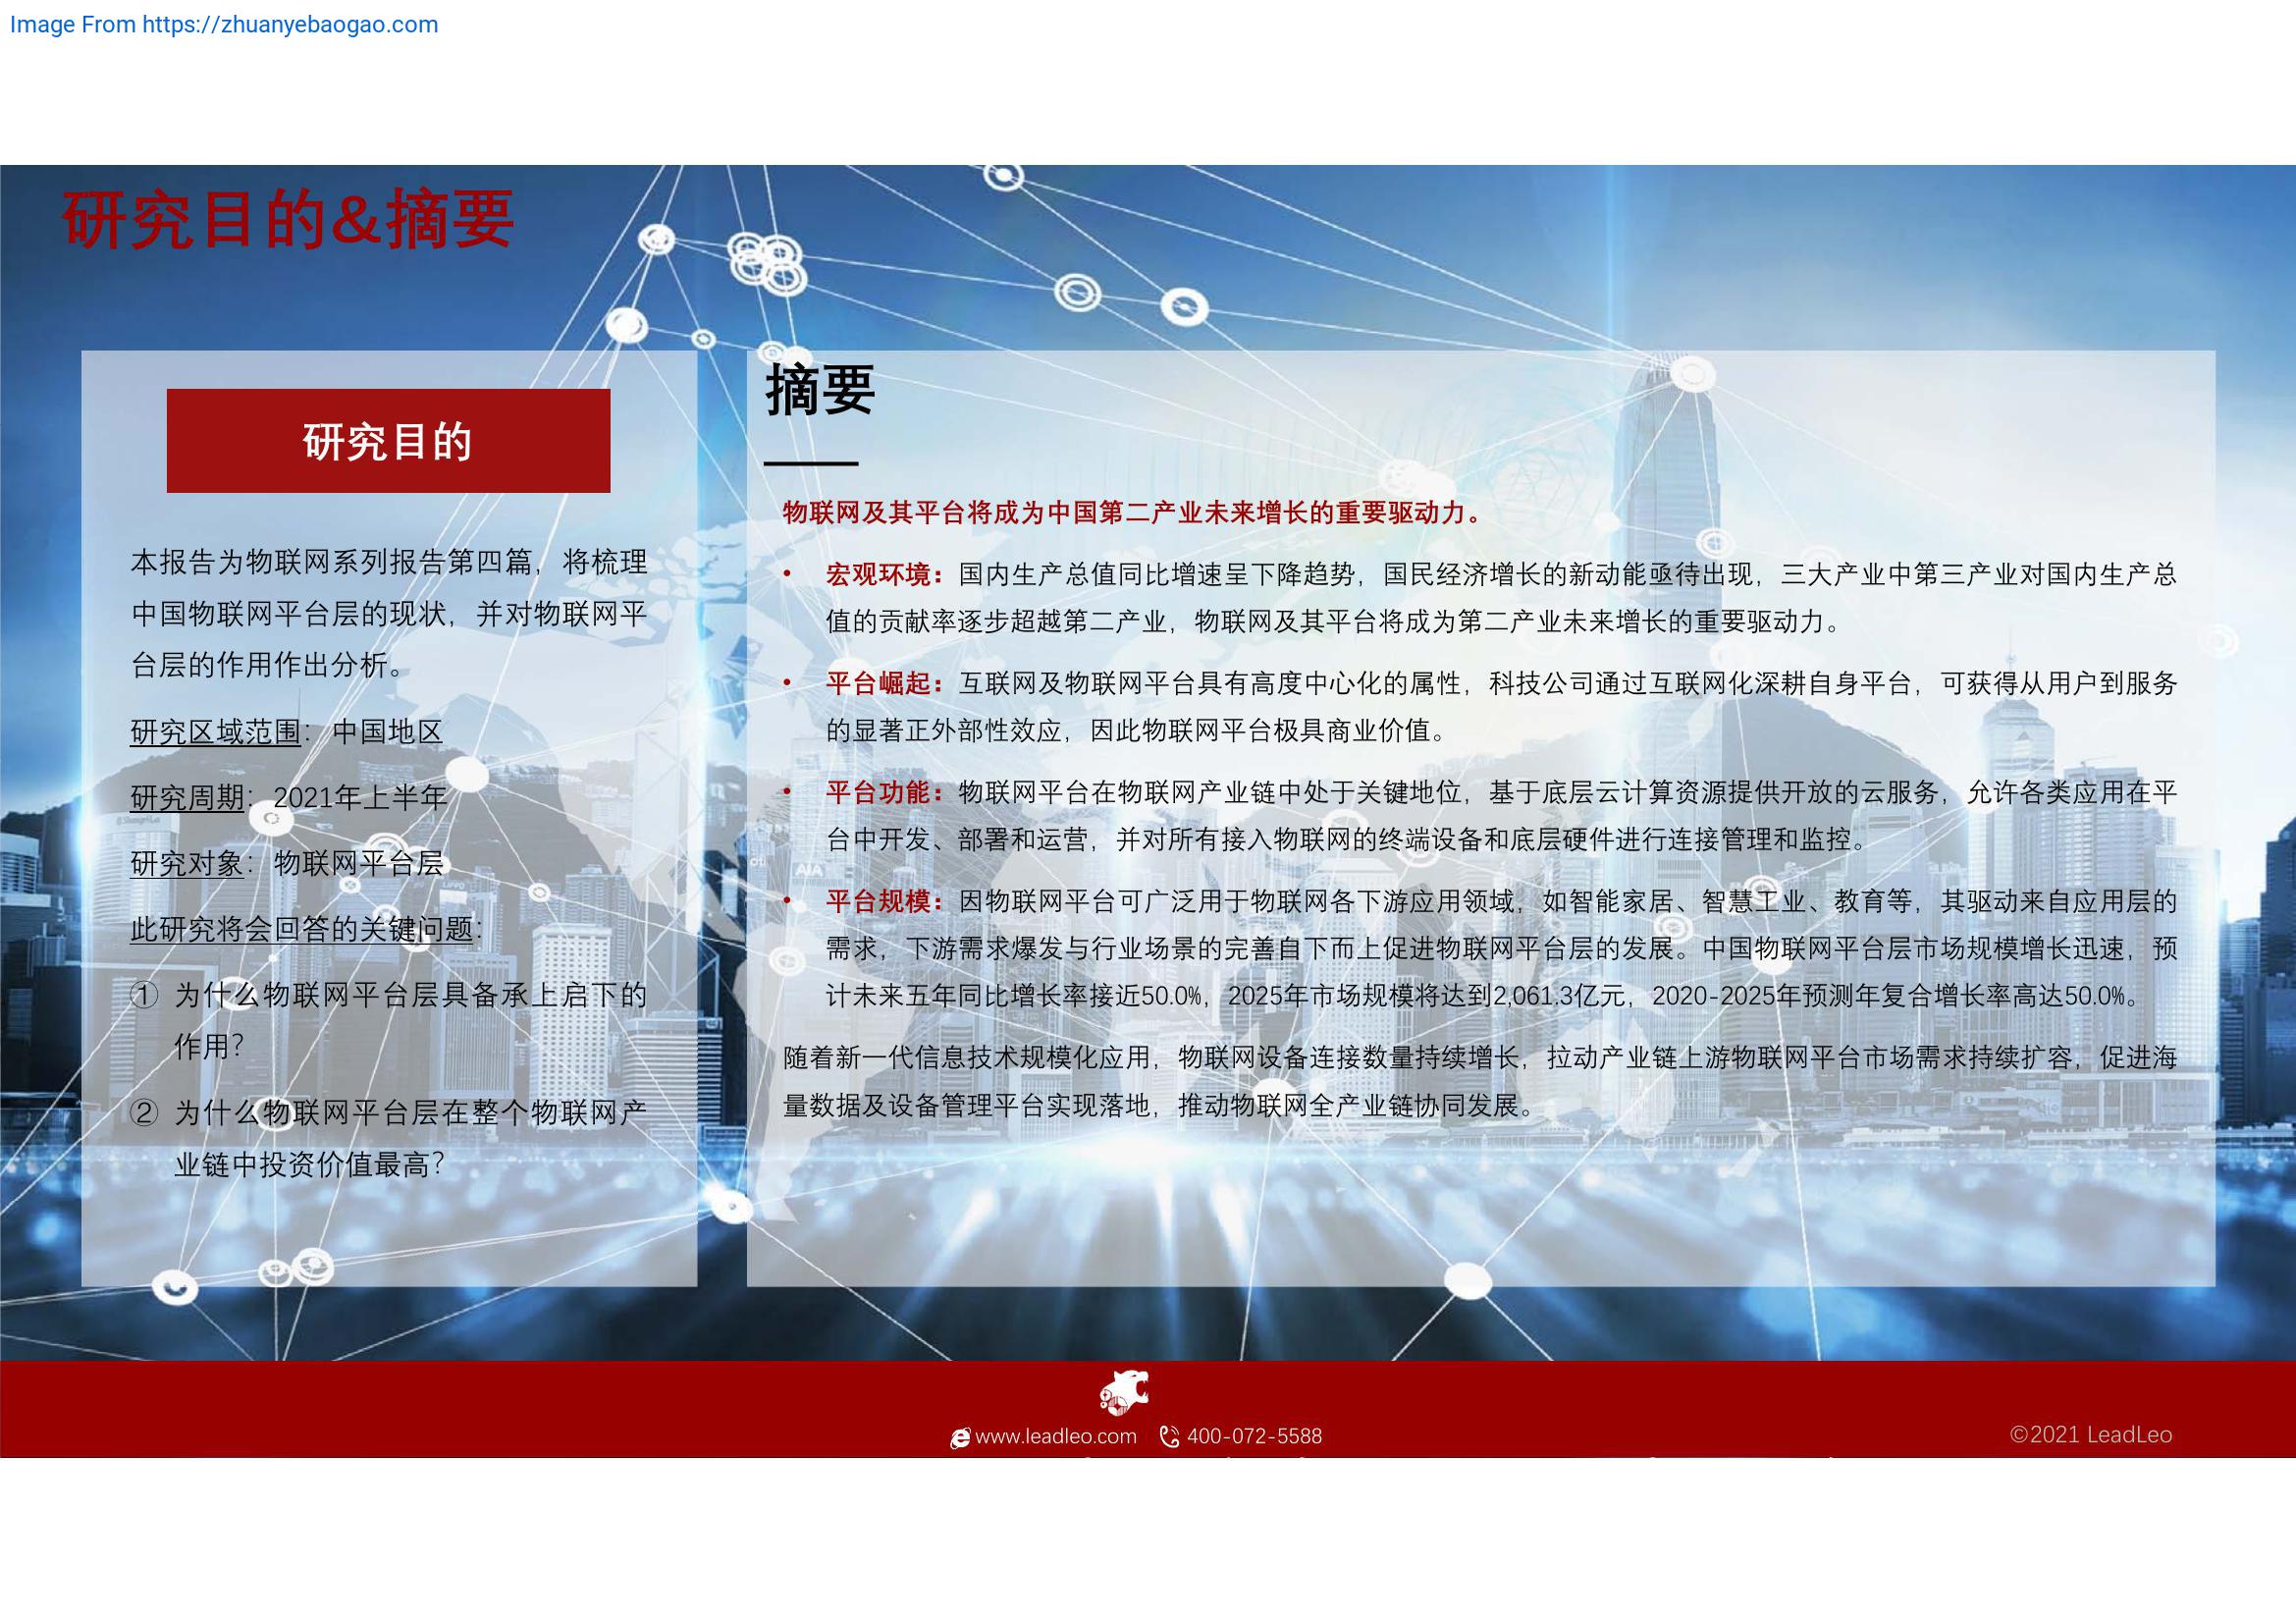 Image From https://zhuanyebaogao.com
研究目的&摘要
研究目的
本报告为物联网系列报告第四篇，将梳理
中国物联网平台层的现状，并对物联网平
台层的作用作出分析。
研究区域范围：中国地区
研究周期：2021年上半年
研究对象：物联网平台层
此研究将会回答的关键问题：
① 为什么物联网平台层具备承上启下的
作用？
② 为什么物联网平台层在整个物联网产
业链中投资价值最高？
摘要
物联网及其平台将成为中国第二产业未来增长的重要驱动力。
• 宏观环境：国内生产总值同比增速呈下降趋势，国民经济增长的新动能亟待出现，三大产业中第三产业对国内生产总
值的贡献率逐步超越第二产业，物联网及其平台将成为第二产业未来增长的重要驱动力。
• 平台崛起：互联网及物联网平台具有高度中心化的属性，科技公司通过互联网化深耕自身平台，可获得从用户到服务
的显著正外部性效应，因此物联网平台极具商业价值。
• 平台功能：物联网平台在物联网产业链中处于关键地位，基于底层云计算资源提供开放的云服务，允许各类应用在平
台中开发、部署和运营，并对所有接入物联网的终端设备和底层硬件进行连接管理和监控。
• 平台规模：因物联网平台可广泛用于物联网各下游应用领域，如智能家居、智慧工业、教育等，其驱动来自应用层的
需求，下游需求爆发与行业场景的完善自下而上促进物联网平台层的发展。中国物联网平台层市场规模增长迅速，预
计未来五年同比增长率接近50.0%，2025年市场规模将达到2,061.3亿元，2020-2025年预测年复合增长率高达50.0%。
随着新一代信息技术规模化应用，物联网设备连接数量持续增长，拉动产业链上游物联网平台市场需求持续扩容，促进海
量数据及设备管理平台实现落地，推动物联网全产业链协同发展。
AIA
www.leadleo.com 400-072-5588
©2021 LeadLeo